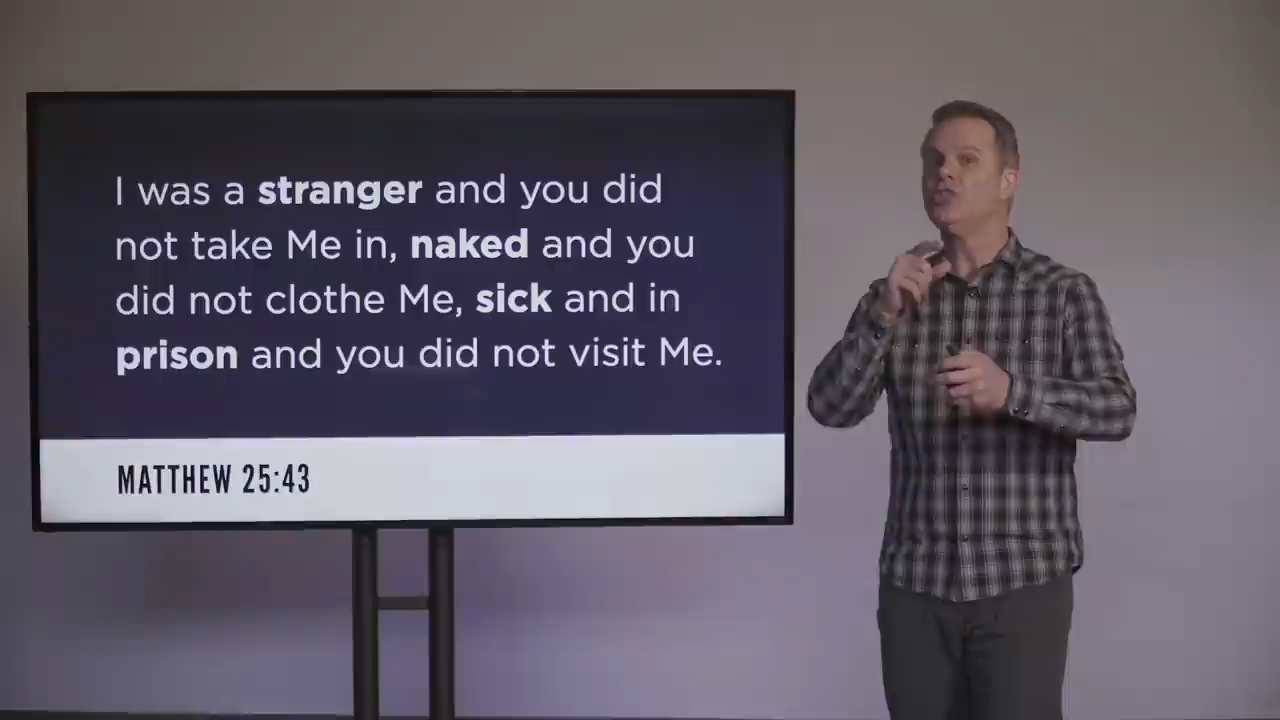 I was a stranger and you did
not take Me in, naked and you
did not clothe Me, sick and in
prison and you did not visit Me.
MATTHEW 25:43